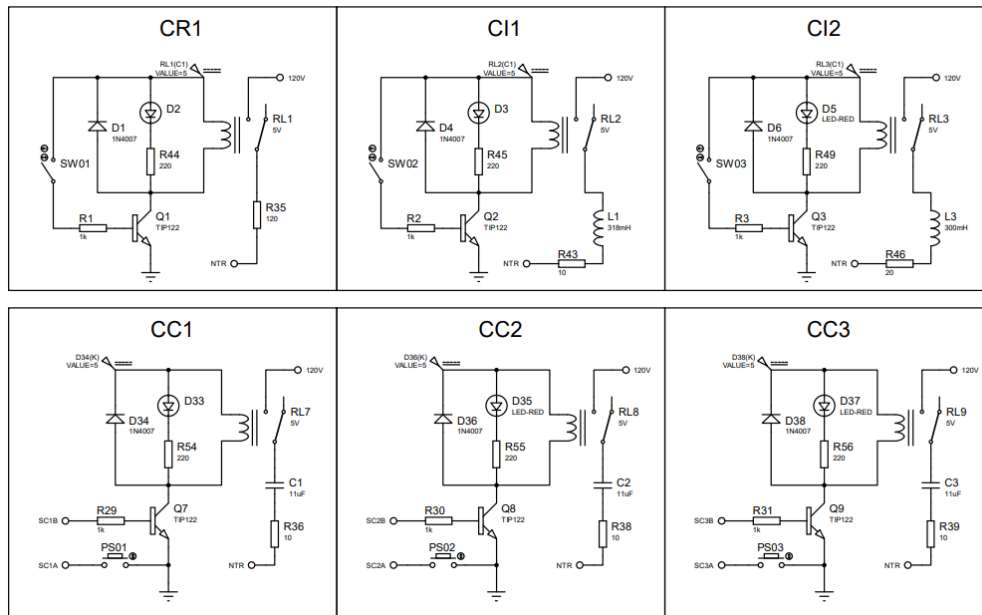 CR1
RL1(C1)
VALUE=5
120V
D2
D1
1N4007
RL1
5V
SW01
R44
220
R1
1k
Q1
TIP122
R35
120
NTR
CI1
RL2(C1)
VALUE=5
120V
D3
D4
1N4007
RL2
5V
SW02
R45
220
R2
1k
Q2
TIP122
L1
318mH
R43
10
NTR
CI2
RL3(C1)
VALUE=5
120V
D5
LED-RED
D6
1N4007
RL3
5V
SW03
R49
220
R3
1k
Q3
TIP122
L3
300mH
R46
20
NTR
CC1
D34(K)
VALUE=5
120V
D33
D34
1N4007
RL7
5V
R54
220
C1
11uF
R29
1k
Q7
TIP122
SC1B
R36
10
PS01
SC1A
NTR
CC2
D36(K)
VALUE=5
120V
D35
LED-RED
D36
1N4007
RL8
5V
R55
220
C2
11uF
R30
1k
Q8
TIP122
SC2B
R38
10
PS02
SC2A
NTR
CC3
D38(K)
VALUE=5
120V
D37
LED-RED
D38
1N4007
RL9
5V
R56
220
C3
11uF
R31
1k
Q9
TIP122
SC3B
R39
10
PS03
SC3A
NTR